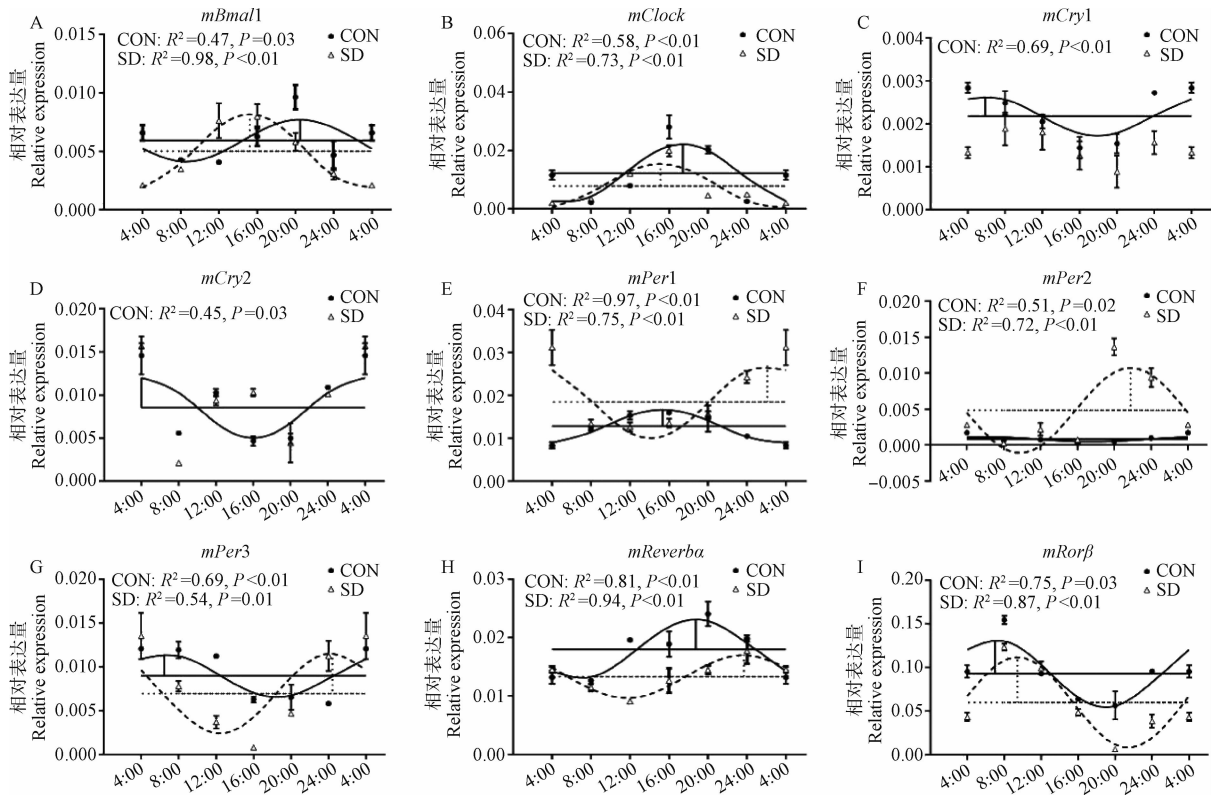 A
mBmal1
CON: R²=0.47, P=0.03
SD: R²=0.98, P<0.01
CON
SD
相对表达量
Relative expression
0.015
0.010
0.005
0.000
4:00 8:00 12:00 16:00 20:00 24:00 4:00
B
mClock
CON: R²=0.58, P<0.01
SD: R²=0.73, P<0.01
CON
SD
相对表达量
Relative expression
0.06
0.04
0.02
0.00
4:00 8:00 12:00 16:00 20:00 24:00 4:00
C
mCry1
CON: R²=0.69, P<0.01
CON
SD
相对表达量
Relative expression
0.004
0.003
0.002
0.001
0.000
4:00 8:00 12:00 16:00 20:00 24:00 4:00
D
mCry2
CON: R²=0.45, P=0.03
CON
SD
相对表达量
Relative expression
0.020
0.015
0.010
0.005
0.000
4:00 8:00 12:00 16:00 20:00 24:00 4:00
E
mPer1
CON: R²=0.97, P<0.01
SD: R²=0.75, P<0.01
CON
SD
相对表达量
Relative expression
0.04
0.03
0.02
0.01
0.00
4:00 8:00 12:00 16:00 20:00 24:00 4:00
F
mPer2
CON: R²=0.51, P=0.02
SD: R²=0.72, P<0.01
CON
SD
相对表达量
Relative expression
0.020
0.015
0.010
0.005
0.000
−0.005
4:00 8:00 12:00 16:00 20:00 24:00 4:00
G
mPer3
CON: R²=0.69, P<0.01
SD: R²=0.54, P=0.01
CON
SD
相对表达量
Relative expression
0.020
0.015
0.010
0.005
0.000
4:00 8:00 12:00 16:00 20:00 24:00 4:00
H
mReverbα
CON: R²=0.81, P<0.01
SD: R²=0.94, P<0.01
CON
SD
相对表达量
Relative expression
0.03
0.02
0.01
0.00
4:00 8:00 12:00 16:00 20:00 24:00 4:00
I
mRorβ
CON: R²=0.75, P=0.03
SD: R²=0.87, P<0.01
CON
SD
相对表达量
Relative expression
0.20
0.15
0.10
0.05
0.00
4:00 8:00 12:00 16:00 20:00 24:00 4:00